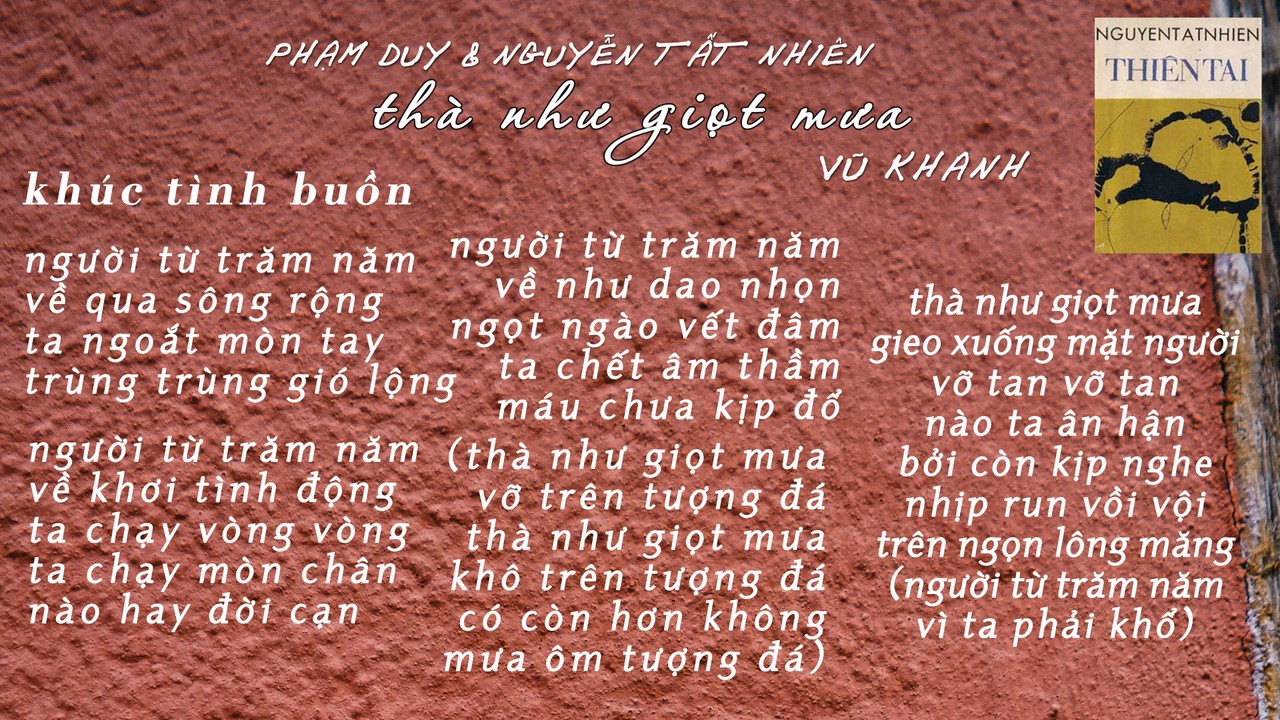 PHẠM DUY & NGUYỄN TẤT NHIÊN
thà như giọt mưa
VŨ KHANH
NGUYENTATNHIEN
THIÊNTAI
khúc tình buồn
người từ trăm năm
về qua sông rộng
ta ngoắt mòn tay
trùng trùng gió lộng
người từ trăm năm
về khơi tình động
ta chạy vòng vòng
ta chạy mòn chân
nào hay đời cạn
người từ trăm năm
về như dao nhọn
ngọt ngào vết đâm
ta chết âm thầm
máu chưa kịp đổ
(thà như giọt mưa
vỡ trên tượng đá
thà như giọt mưa
khô trên tượng đá
có còn hơn không
mưa ôm tượng đá)
thà như giọt mưa
gieo xuống mặt người
vỡ tan vỡ tan
nào ta ân hận
bởi còn kịp nghe
nhịp run vồi vội
trên ngọn lông măng
(người từ trăm năm
vì ta phải khổ)